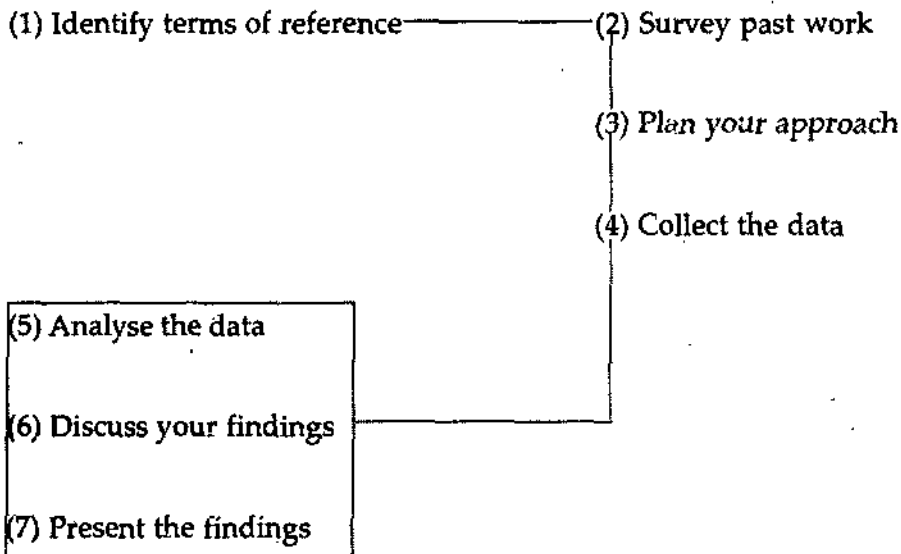 (1) Identify terms of reference
(2) Survey past work
(3) Plan your approach
(4) Collect the data
(5) Analyse the data
(6) Discuss your findings
(7) Present the findings